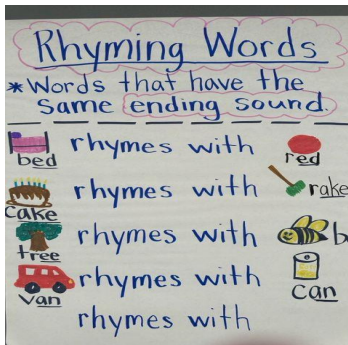 Rhyming Words
*Words that have the
same ending sound.
bed rhymes with red
cake rhymes with rake
tree rhymes with b
van rhymes with can
rhymes with